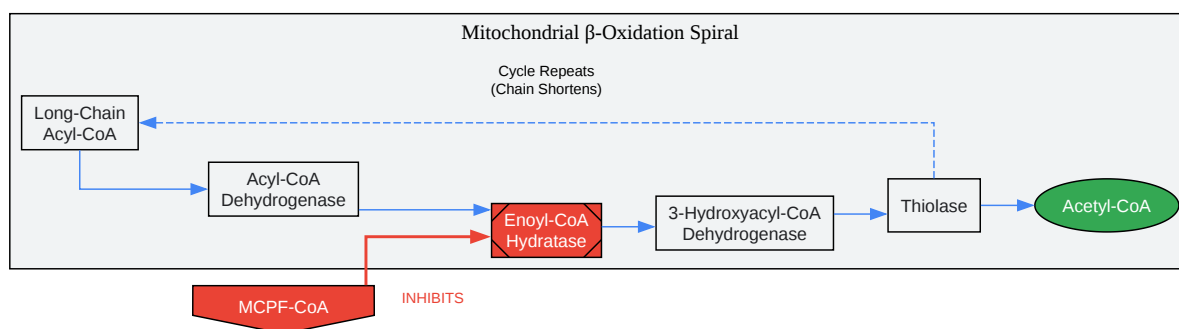 Mitochondrial β-Oxidation Spiral
Cycle Repeats
(Chain Shortens)
Long-Chain
Acyl-CoA
Acyl-CoA
Dehydrogenase
Enoyl-CoA
Hydratase
3-Hydroxyacyl-CoA
Dehydrogenase
Thiolase
Acetyl-CoA
MCPF-CoA
INHIBITS